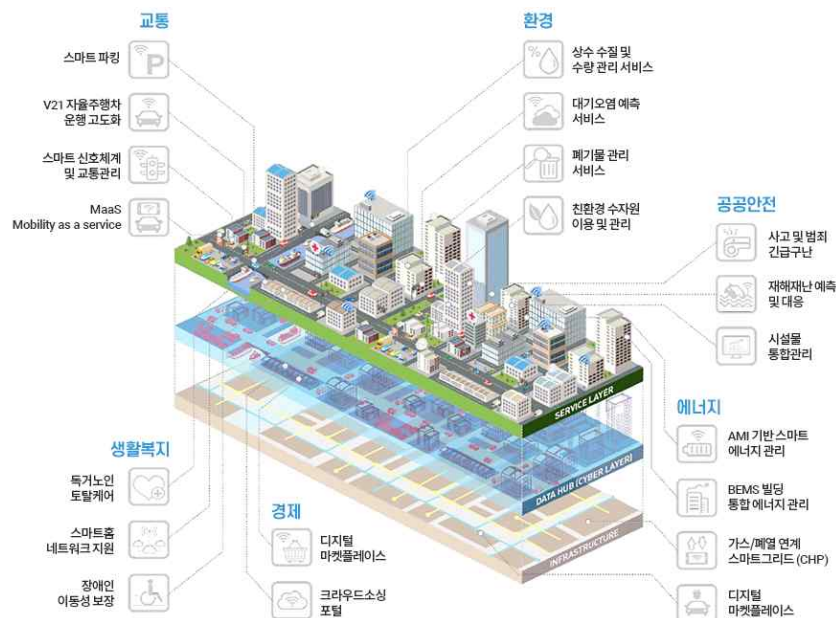 교통
스마트 파킹
V21 자율주행차
운행 고도화
스마트 신호체계
및 교통관리
MaaS
Mobility as a service
환경
상수 수질 및
수량 관리 서비스
대기오염 예측
서비스
폐기물 관리
서비스
친환경 수자원
이용 및 관리
공공안전
사고 및 범죄
긴급구난
재해재난 예측
및 대응
시설물
통합관리
에너지
AMI 기반 스마트
에너지 관리
BEMS 빌딩
통합 에너지 관리
가스/폐열 연계
스마트그리드 (CHP)
디지털
마켓플레이스
생활복지
독거노인
토탈케어
스마트홈
네트워크 지원
장애인
이동성 보장
경제
디지털
마켓플레이스
크라우드소싱
포털
SERVICE LAYER
DATA HUB (CYBER LAYER)
INFRASTRUCTURE
P
%